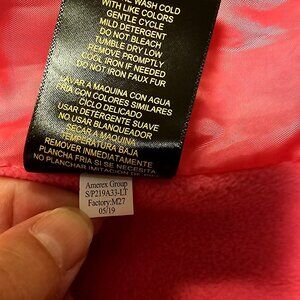 WASH COLD
WITH LIKE COLORS
GENTLE CYCLE
MILD DETERGENT
DO NOT BLEACH
TUMBLE DRY LOW
REMOVE PROMPTLY
COOL IRON IF NEEDED
DO NOT IRON FAUX FUR
LAVAR A MAQUINA CON AGUA
FRIA CON COLORES SIMILARES
CICLO DELICADO
USAR DETERGENTE SUAVE
NO USAR BLANQUEADOR
SECAR A MAQUINA
TEMPERATURA BAJA
REMOVER INMEDIATAMENTE
PLANCHA FRIA SI SE NECESITA
NO PLANCHAR IMITACION DE
Amerex Group
S/P219A33-LT
Factory:M27
05/19